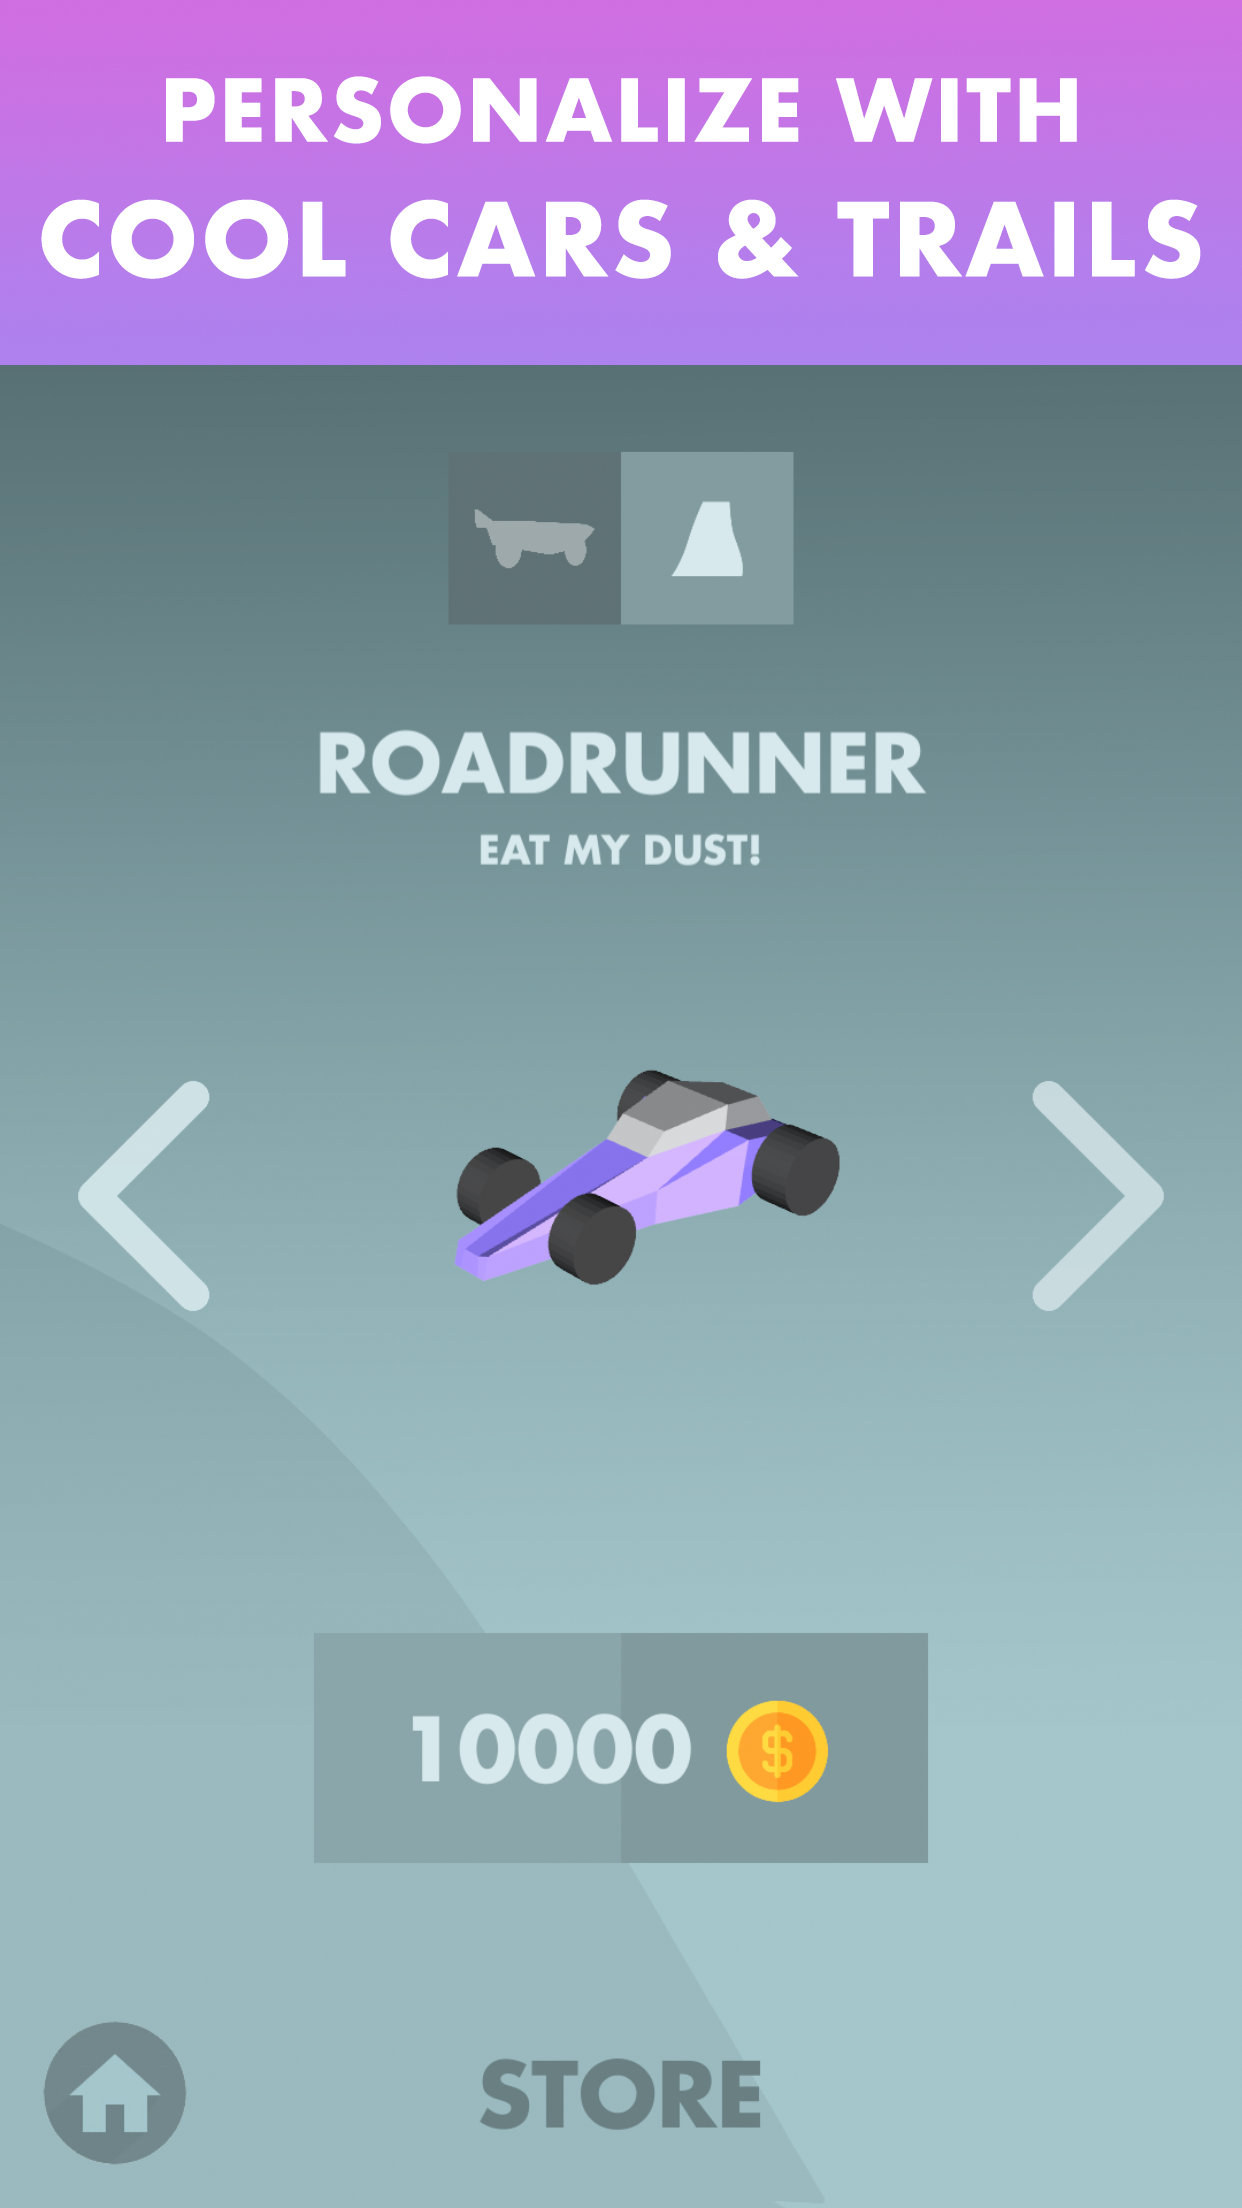 PERSONALIZE WITH
COOL CARS & TRAILS
ROADRUNNER
EAT MY DUST!
10000 $
STORE